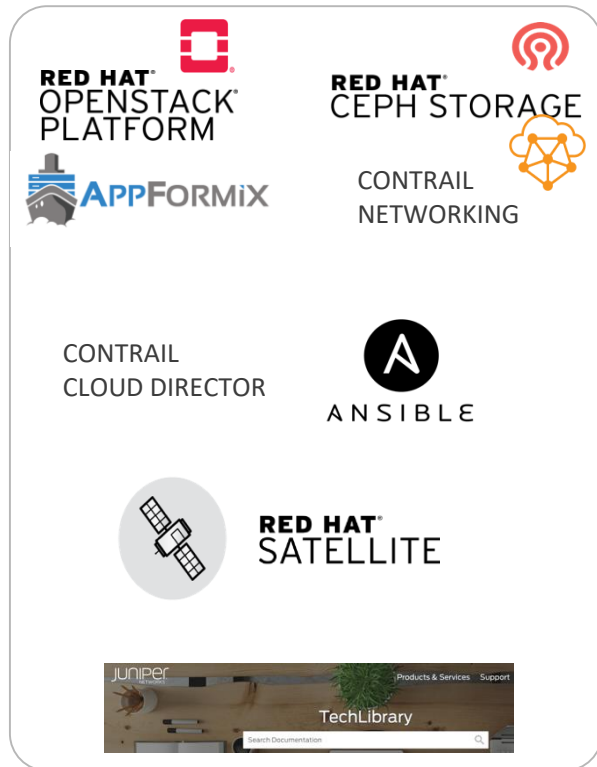 RED HAT®
OPENSTACK®
PLATFORM
RED HAT®
CEPH STORAGE
APPFORMIX
CONTRAIL
NETWORKING
CONTRAIL
CLOUD DIRECTOR
ANSIBLE
RED HAT®
SATELLITE
JUNIPER
NETWORKS
Products & Services Support
TechLibrary
Search Documentation